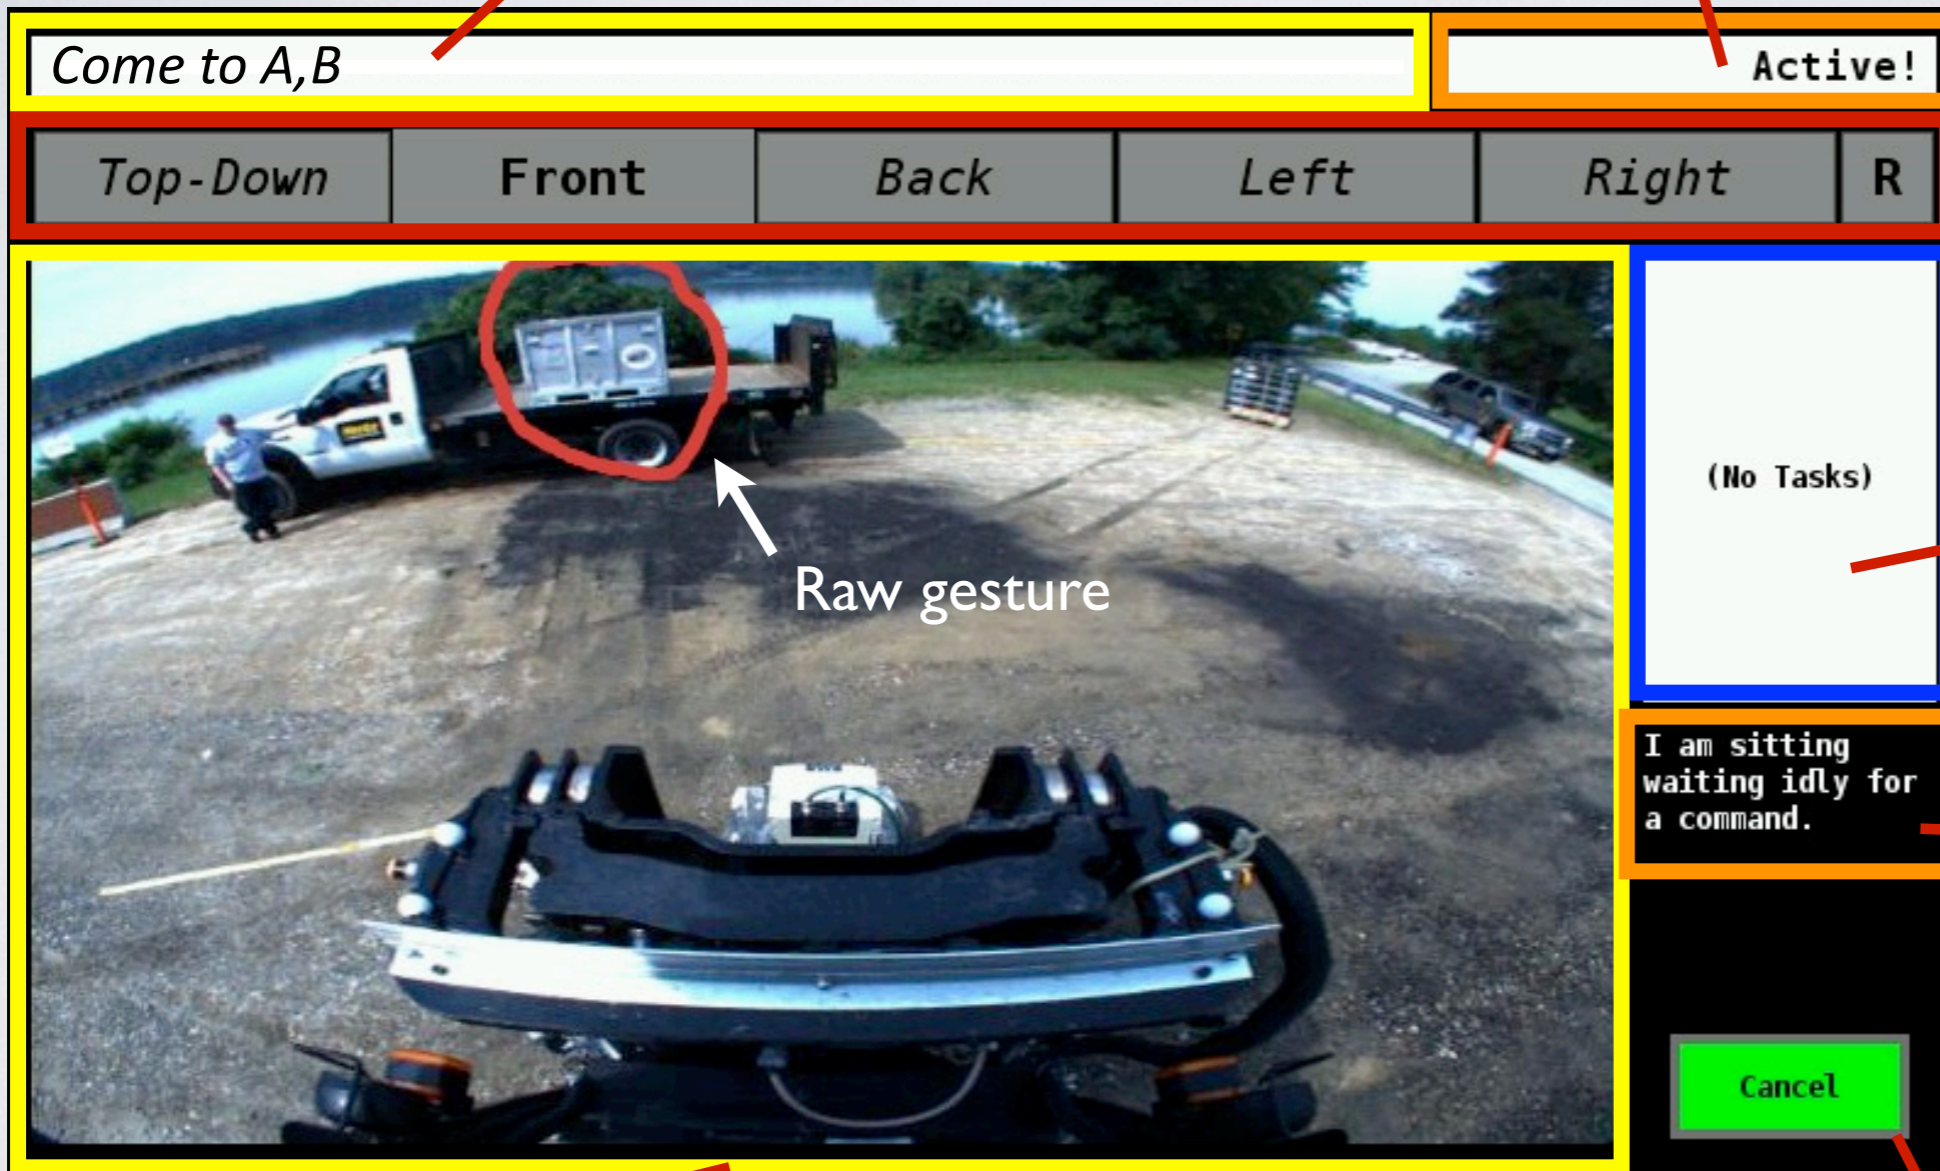 Come to A,B
Active!
Top-Down
Front
Back
Left
Right
R
Raw gesture
(No Tasks)
I am sitting
waiting idly for
a command.
Cancel